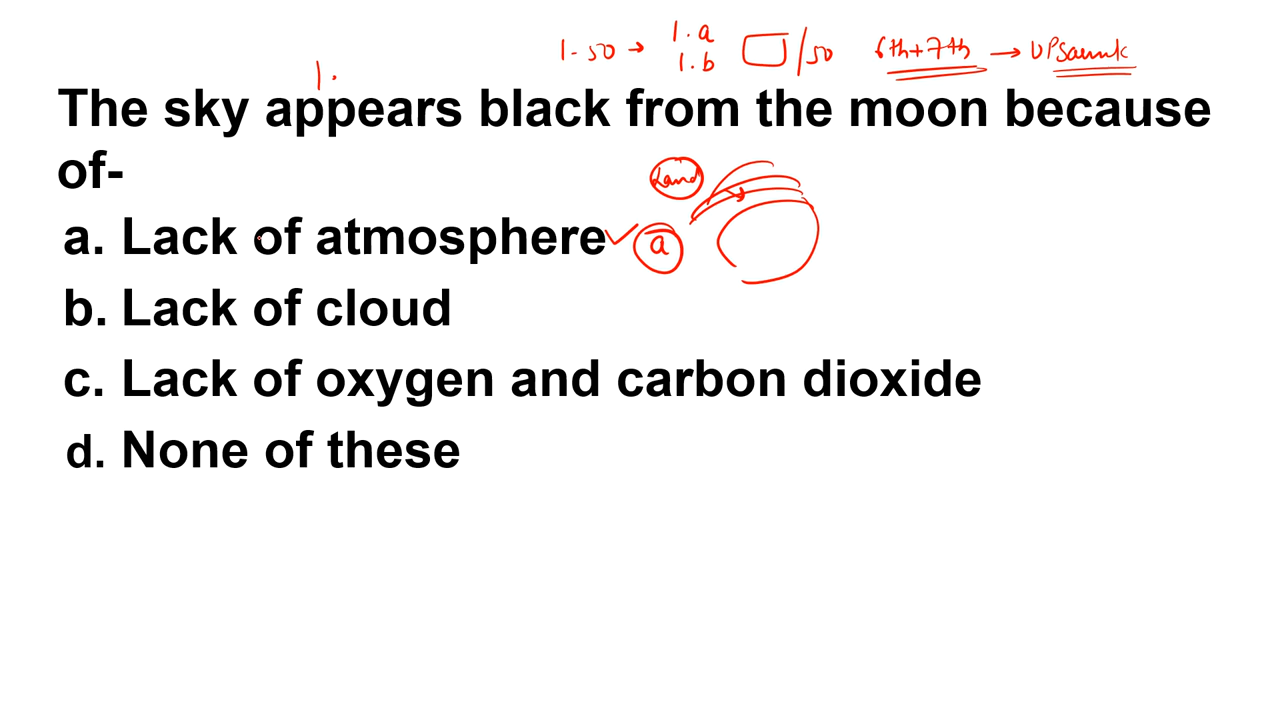 1-50 → 1.a
1.b
/50
6th+7th →
1.
The sky appears black from the moon because
of-
Land
a. Lack of atmosphere
a
b. Lack of cloud
c. Lack of oxygen and carbon dioxide
d. None of these